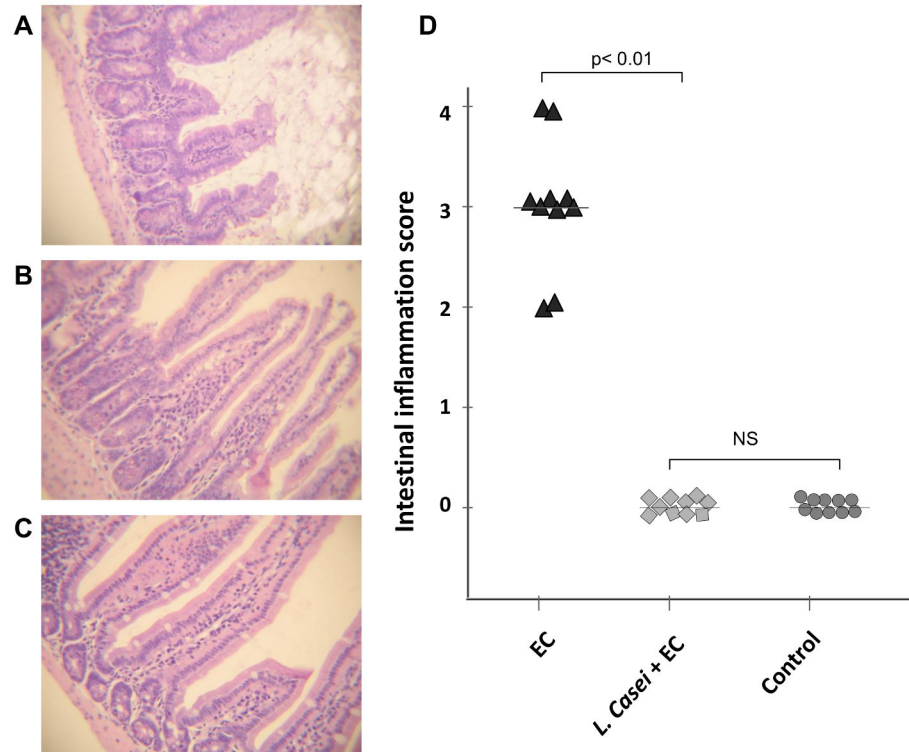 A
B
C
D
p< 0.01
Intestinal inflammation score
4
3
2
1
0
NS
EC
L. Casei + EC
Control